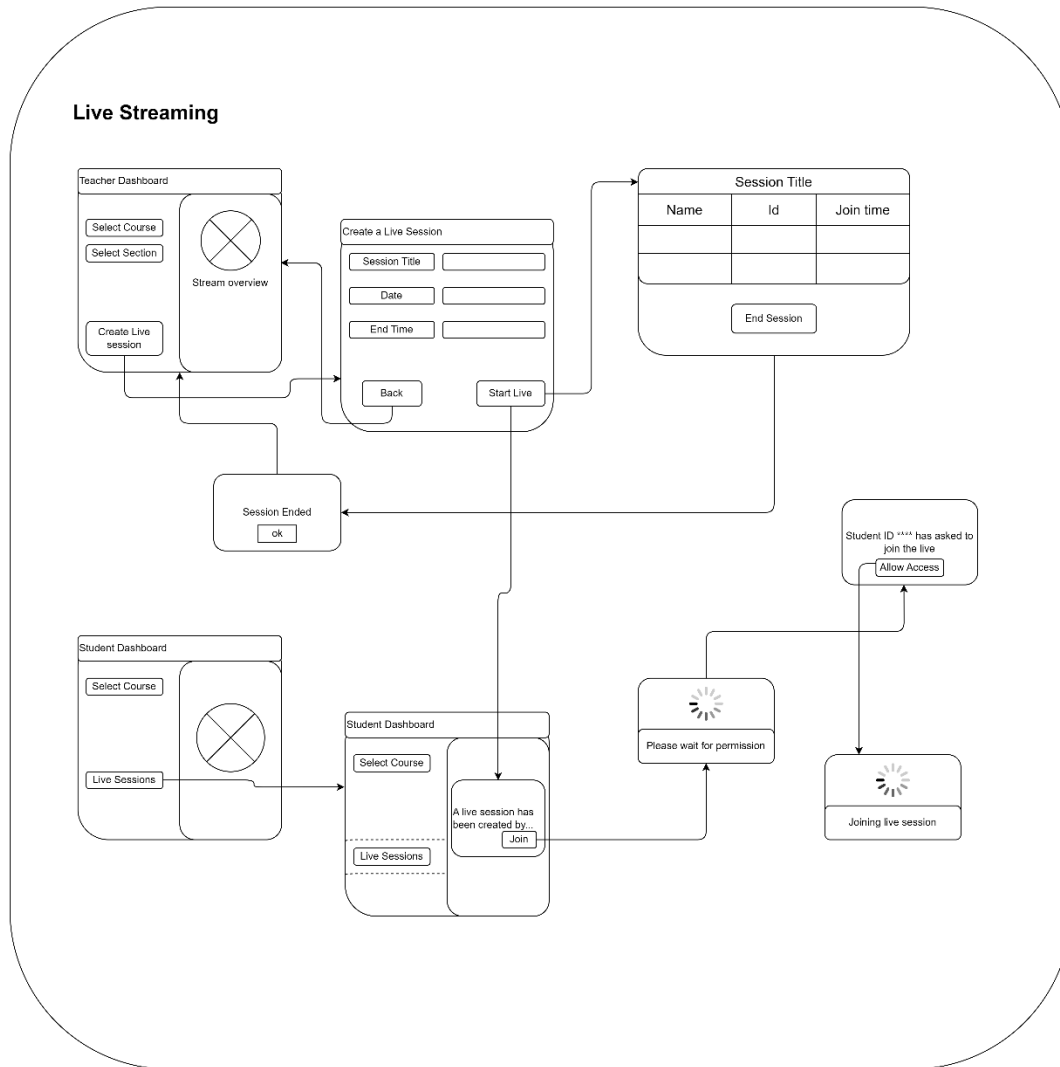 Live Streaming
Teacher Dashboard
Select Course
Select Section
Stream overview
Create Live
session
Create a Live Session
Session Title
Date
End Time
Back
Start Live
Session Title
Name Id Join time
End Session
Session Ended
ok
Student ID **** has asked to
join the live
Allow Access
Student Dashboard
Select Course
Live Sessions
Student Dashboard
Select Course
A live session has
been created by...
Join
Live Sessions
Please wait for permission
Joining live session